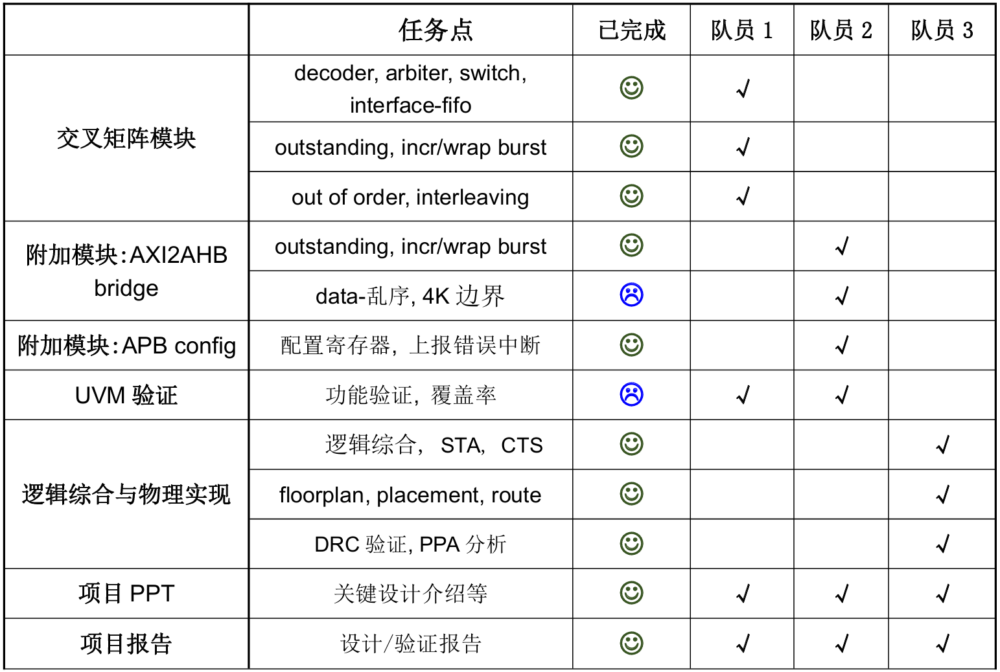 任务点 已完成 队员 1 队员 2 队员 3
交叉矩阵模块
decoder, arbiter, switch,
interface-fifo
√
outstanding, incr/wrap burst √
out of order, interleaving √
附加模块:AXI2AHB
bridge
outstanding, incr/wrap burst √
data-乱序, 4K 边界 √
附加模块:APB config 配置寄存器, 上报错误中断 √
UVM 验证 功能验证, 覆盖率 √ √
逻辑综合与物理实现
逻辑综合, STA, CTS √
floorplan, placement, route √
DRC 验证, PPA 分析 √
项目 PPT 关键设计介绍等 √ √ √
项目报告 设计/验证报告 √ √ √